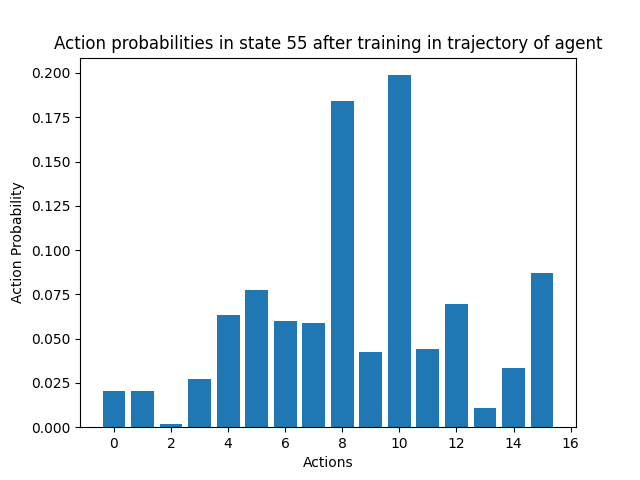 Action probabilities in state 55 after training in trajectory of agent
0.200
0.175
0.150
0.125
0.100
0.075
0.050
0.025
0.000
Action Probability
0 2 4 6 8 10 12 14 16
Actions